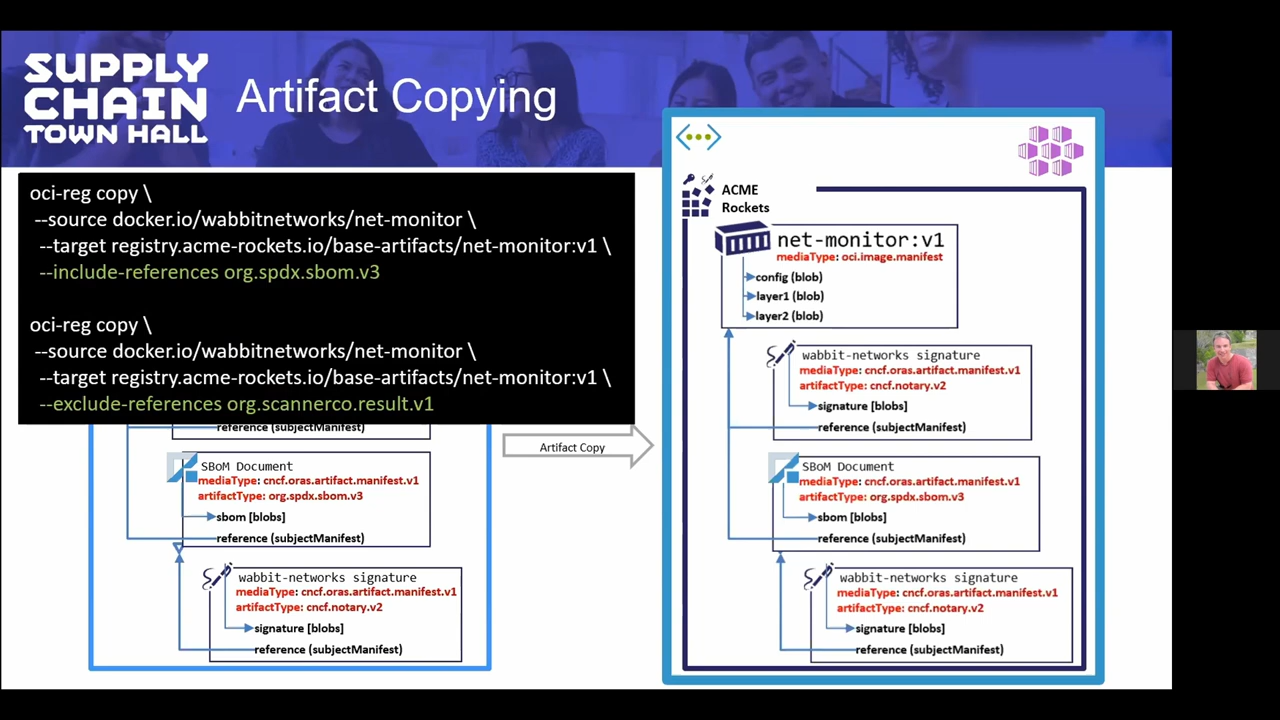 SUPPLY
CHAIN
TOWN HALL
Artifact Copying
oci-reg copy \
--source docker.io/wabbitnetworks/net-monitor \
--target registry.acme-rockets.io/base-artifacts/net-monitor:v1 \
--include-references org.spdx.sbom.v3
oci-reg copy \
--source docker.io/wabbitnetworks/net-monitor \
--target registry.acme-rockets.io/base-artifacts/net-monitor:v1 \
--exclude-references org.scannerco.result.v1
reference (subjectManifest)
SBoM Document
mediaType: cncf.oras.artifact.manifest.v1
artifactType: org.spdx.sbom.v3
sbom [blobs]
reference (subjectManifest)
wabbit-networks signature
mediaType: cncf.oras.artifact.manifest.v1
artifactType: cncf.notary.v2
signature [blobs]
reference (subjectManifest)
Artifact Copy
ACME
Rockets
net-monitor:v1
mediaType: oci.image.manifest
config (blob)
layer1 (blob)
layer2 (blob)
wabbit-networks signature
mediaType: cncf.oras.artifact.manifest.v1
artifactType: cncf.notary.v2
signature [blobs]
reference (subjectManifest)
SBoM Document
mediaType: cncf.oras.artifact.manifest.v1
artifactType: org.spdx.sbom.v3
sbom [blobs]
reference (subjectManifest)
wabbit-networks signature
mediaType: cncf.oras.artifact.manifest.v1
artifactType: cncf.notary.v2
signature [blobs]
reference (subjectManifest)